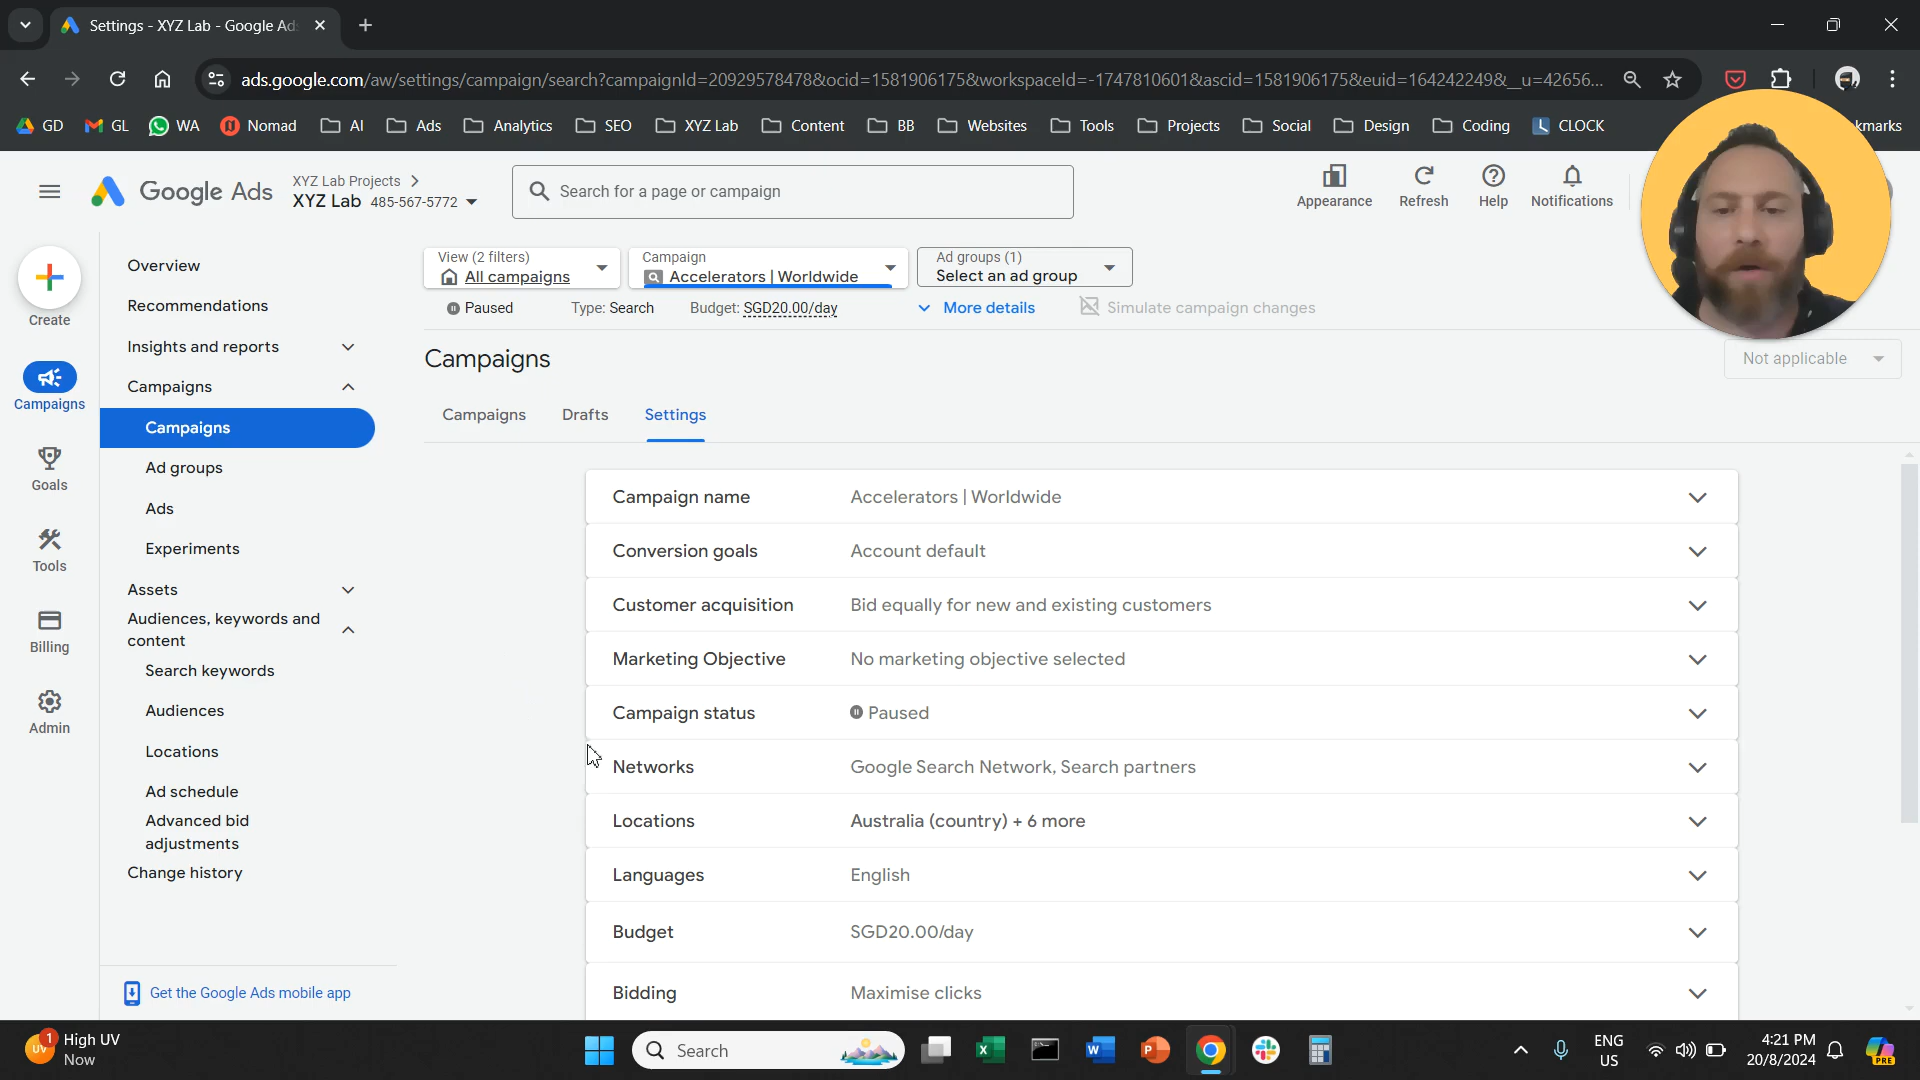 Settings - XYZ Lab - Google Ads
ads.google.com/aw/settings/campaign/search?campaignId=20929578478&ocid=1581906175&workspaceId=-1747810601&ascid=1581906175&euid=164242249&__u=42656...
GD GL WA Nomad AI Ads Analytics SEO XYZ Lab Content BB Websites Tools Projects Social Design Coding CLOCK kmarks
Google Ads
XYZ Lab Projects
XYZ Lab 485-567-5772
Search for a page or campaign
Appearance Refresh Help Notifications
Create
Campaigns
Goals
Tools
Billing
Admin
Overview
Recommendations
Insights and reports
Campaigns
Campaigns
Ad groups
Ads
Experiments
Assets
Audiences, keywords and
content
Search keywords
Audiences
Locations
Ad schedule
Advanced bid
adjustments
Change history
Get the Google Ads mobile app
View (2 filters)
All campaigns
Campaign
Accelerators | Worldwide
Ad groups (1)
Select an ad group
Paused Type: Search Budget: SGD20.00/day More details Simulate campaign changes
Campaigns
Not applicable
Campaigns Drafts Settings
Campaign name Accelerators | Worldwide
Conversion goals Account default
Customer acquisition Bid equally for new and existing customers
Marketing Objective No marketing objective selected
Campaign status Paused
Networks Google Search Network, Search partners
Locations Australia (country) + 6 more
Languages English
Budget SGD20.00/day
Bidding Maximise clicks
UV 1 High UV
Now
Search
ENG
US
4:21 PM
20/8/2024
PRE